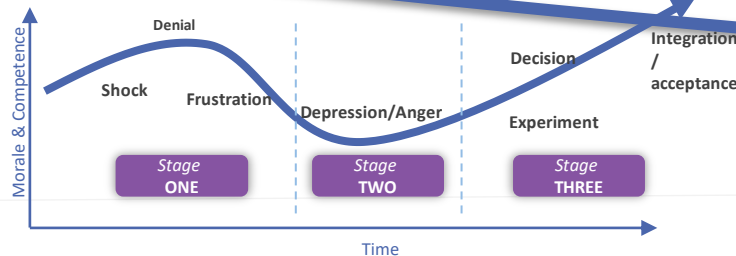 Denial
Integration
/
acceptance
Decision
Shock
Frustration
Depression/Anger
Experiment
Morale & Competence
Stage
ONE
Stage
TWO
Stage
THREE
Time